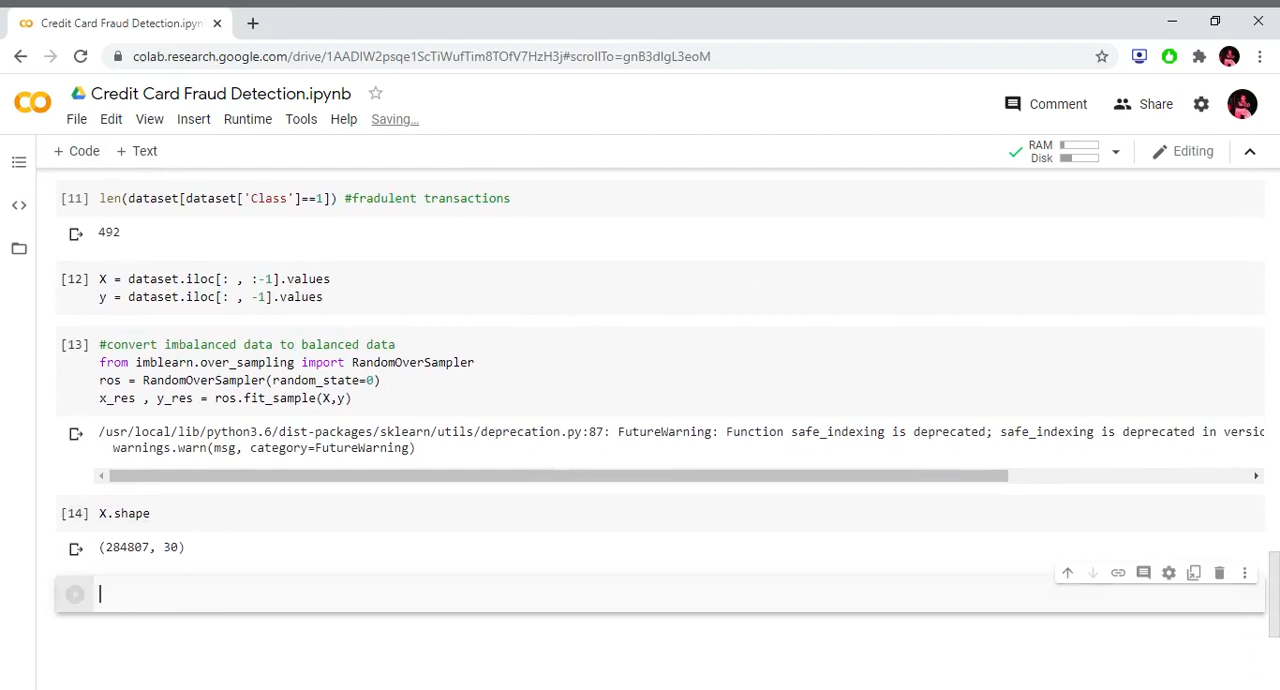 Credit Card Fraud Detection.ipyn
colab.research.google.com/drive/1AADIW2psqe1ScTiWufTim8TOfV7HzH3j#scrollTo=gnB3dIgL3eoM
CO Credit Card Fraud Detection.ipynb
Comment Share
File Edit View Insert Runtime Tools Help Saving...
+ Code + Text
RAM
Disk
Editing
[11] len(dataset[dataset['Class']==1]) #fradulent transactions
492
[12] X = dataset.iloc[: , :-1].values
y = dataset.iloc[: , -1].values
[13] #convert imbalanced data to balanced data
from imblearn.over_sampling import RandomOverSampler
ros = RandomOverSampler(random_state=0)
x_res , y_res = ros.fit_sample(X,y)
/usr/local/lib/python3.6/dist-packages/sklearn/utils/deprecation.py:87: FutureWarning: Function safe_indexing is deprecated; safe_indexing is deprecated in versio
warnings.warn(msg, category=FutureWarning)
[14] X.shape
(284807, 30)